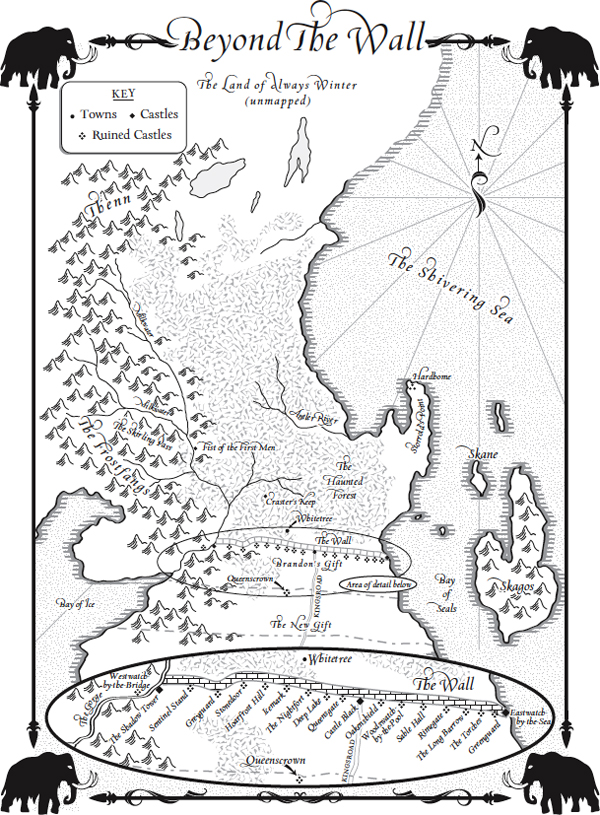 Beyond The Wall
The Land of Always Winter
(unmapped)
KEY
Towns
Castles
Ruined Castles
N
Thenn
The Shivering Sea
Milkwater
Hardhome
Storrold's Point
Antler River
Milkwater
The Skirling Pass
The Frostfangs
Fist of the First Men
Skane
The
Haunted
Forest
Craster's Keep
Whitetree
The Wall
Brandon's Gift
Queenscrown
Area of detail below
KINGSROAD
Skagos
Bay
of
Seals
Bay of Ice
The New Gift
Whitetree
The Wall
Westwatch
by-the-Bridge
The Gorge
The Shadow Tower
Sentinel Stand
Greyguard
Stonedoor
Hoarfrost Hill
Icemark
The Nightfort
Deep Lake
Queensgate
Castle Black
Oakenshield
Woodswatch
by-the-Pool
Sable Hall
Rimegate
The Long Barrow
The Torches
Greenguard
Eastwatch
by-the-Sea
Queenscrown
KINGSROAD